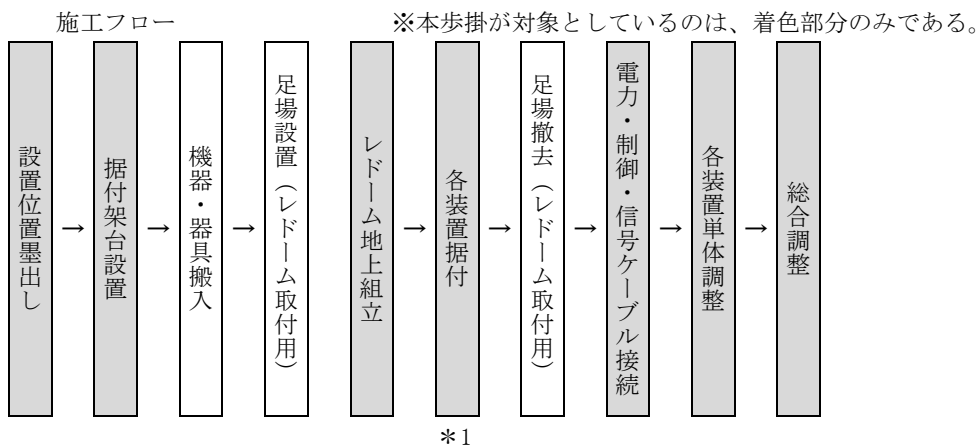 施工フロー
※本歩掛が対象としているのは、着色部分のみである。
設置位置墨出し
→
据付架台設置
→
機器・器具搬入
→
足場設置（レドーム取付用）
レドーム地上組立
→
各装置据付
→
足場撤去（レドーム取付用）
→
電力・制御・信号ケーブル接続
→
各装置単体調整
→
総合調整
＊1